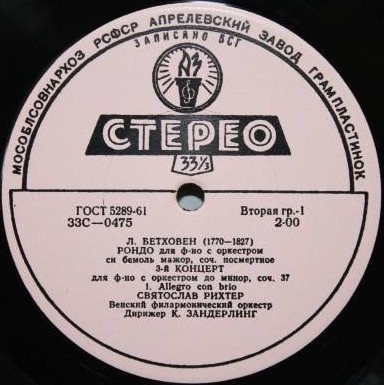 МОСОБЛСОВНАРХОЗ РСФСР АПРЕЛЕВСКИЙ ЗАВОД ГРАМПЛАСТИНОК
ЗАПИСАНО ВСГ
ДЗ
СТЕРЕО
33⅓
ГОСТ 5289-61 Вторая гр.-1
33С—0475 2-00
Л. БЕТХОВЕН (1770—1827)
РОНДО для ф-но с оркестром
си бемоль мажор, соч. посмертное
3-й КОНЦЕРТ
для ф-но с оркестром до минор, соч. 37
1. Allegro con brio
СВЯТОСЛАВ РИХТЕР
Венский филармонический оркестр
Дирижер К. ЗАНДЕРЛИНГ